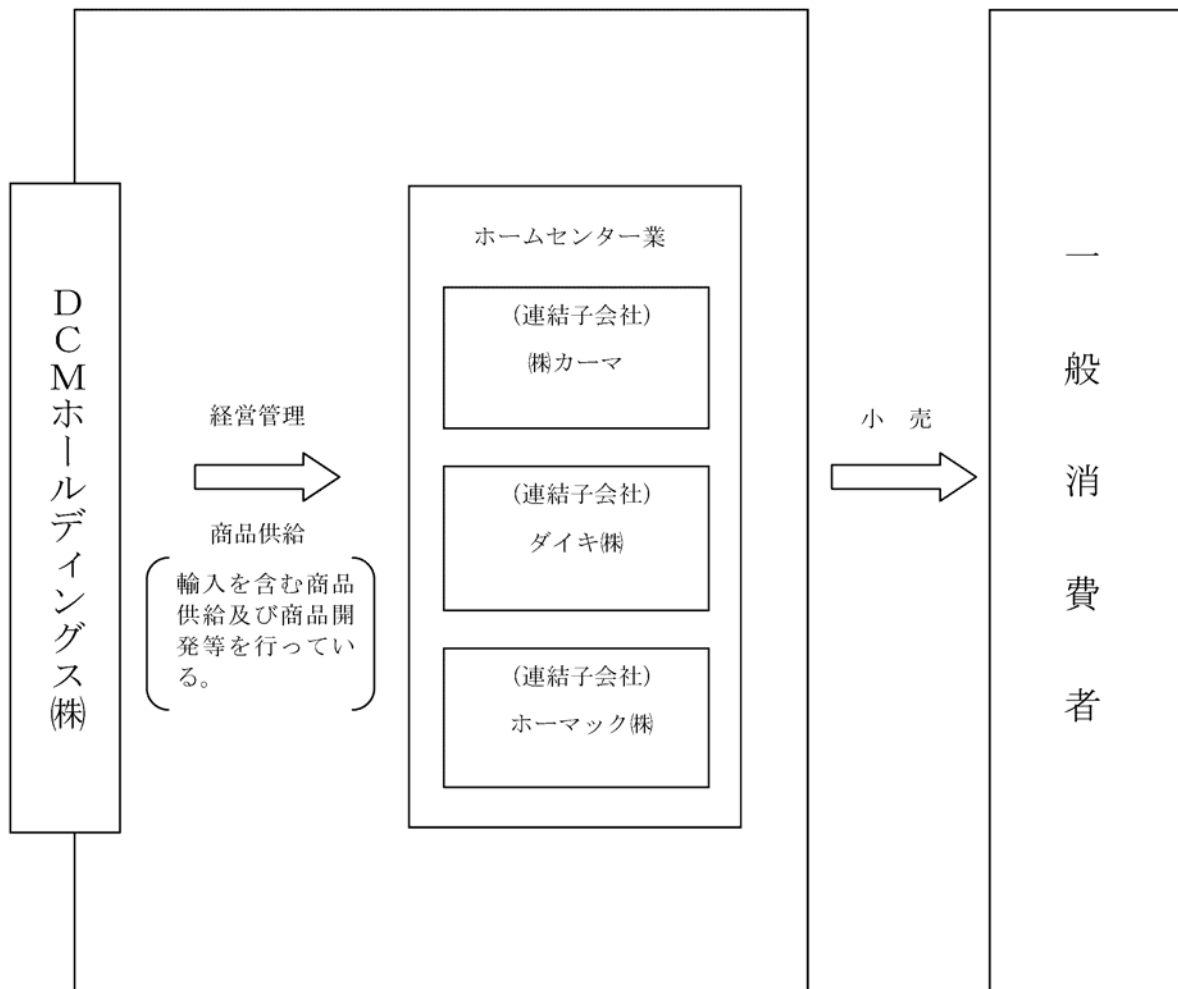 DCMホールディングス㈱
経営管理
商品供給
輸入を含む商品
供給及び商品開
発等を行ってい
る。
ホームセンター業
(連結子会社)
㈱カーマ
(連結子会社)
ダイキ㈱
(連結子会社)
ホーマック㈱
小 売
一般消費者